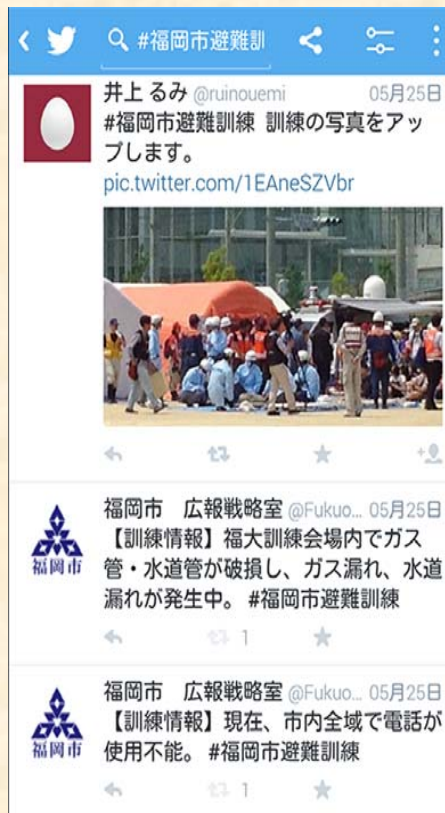 #福岡市避難訓
井上 るみ @ruinouemi 05月25日
#福岡市避難訓練 訓練の写真をアッ
プします。
pic.twitter.com/1EAneSZVbr
福岡市 広報戦略室 @Fukuo... 05月25日
【訓練情報】福大訓練会場内でガス
管・水道管が破損し、ガス漏れ、水道
漏れが発生中。 #福岡市避難訓練
福岡市
1
福岡市 広報戦略室 @Fukuo... 05月25日
【訓練情報】現在、市内全域で電話が
使用不能。 #福岡市避難訓練
福岡市
1